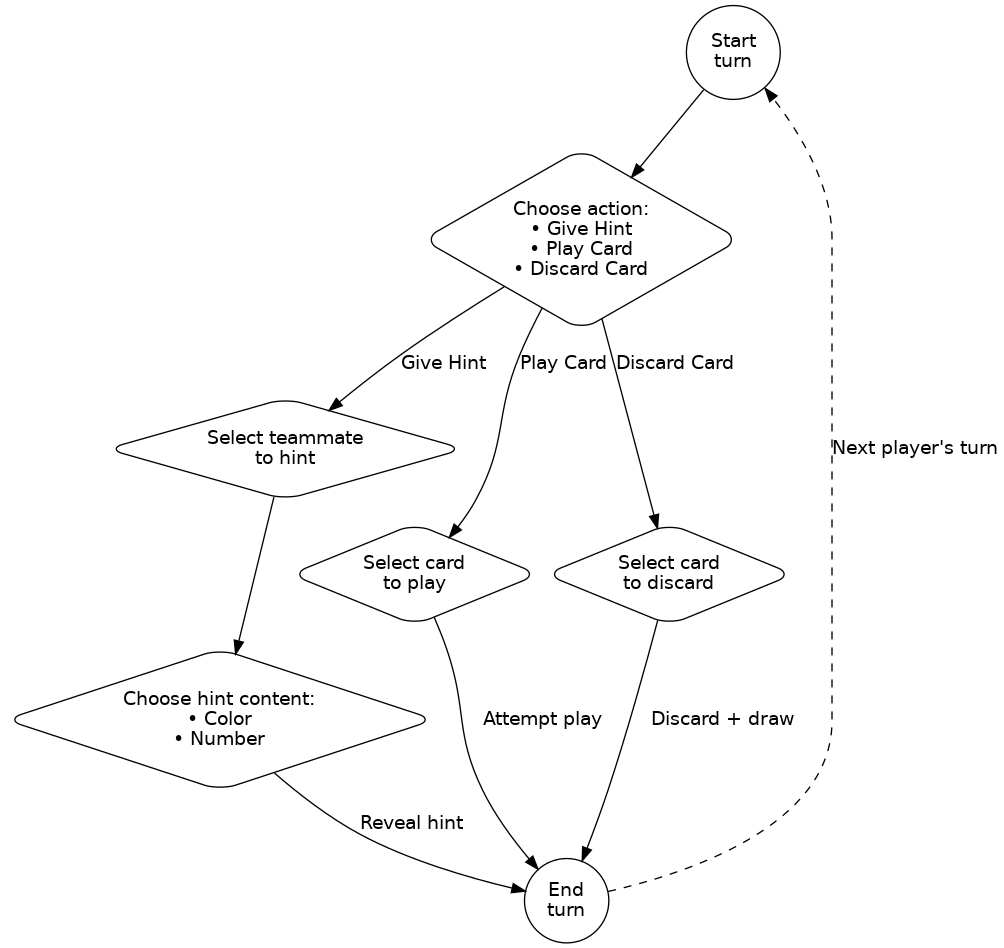 Start
turn
Choose action:
• Give Hint
• Play Card
• Discard Card
Give Hint
Play Card
Discard Card
Select teammate
to hint
Next player's turn
Select card
to play
Select card
to discard
Choose hint content:
• Color
• Number
Attempt play
Discard + draw
Reveal hint
End
turn